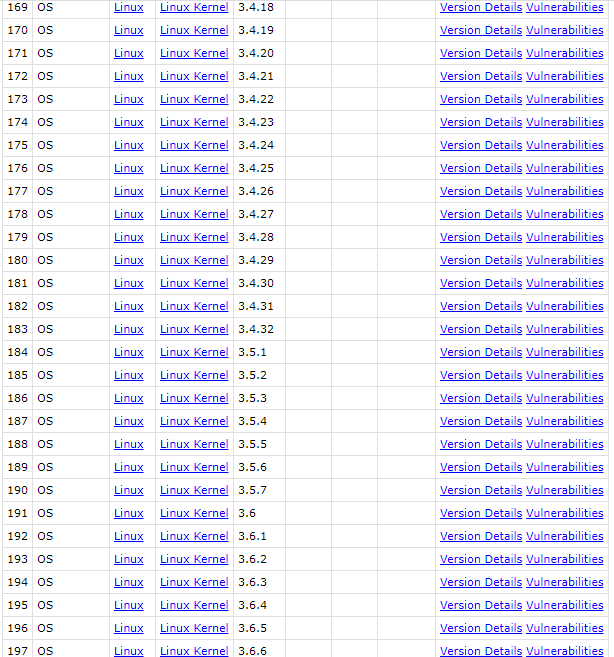 169 OS Linux Linux Kernel 3.4.18 Version Details Vulnerabilities
170 OS Linux Linux Kernel 3.4.19 Version Details Vulnerabilities
171 OS Linux Linux Kernel 3.4.20 Version Details Vulnerabilities
172 OS Linux Linux Kernel 3.4.21 Version Details Vulnerabilities
173 OS Linux Linux Kernel 3.4.22 Version Details Vulnerabilities
174 OS Linux Linux Kernel 3.4.23 Version Details Vulnerabilities
175 OS Linux Linux Kernel 3.4.24 Version Details Vulnerabilities
176 OS Linux Linux Kernel 3.4.25 Version Details Vulnerabilities
177 OS Linux Linux Kernel 3.4.26 Version Details Vulnerabilities
178 OS Linux Linux Kernel 3.4.27 Version Details Vulnerabilities
179 OS Linux Linux Kernel 3.4.28 Version Details Vulnerabilities
180 OS Linux Linux Kernel 3.4.29 Version Details Vulnerabilities
181 OS Linux Linux Kernel 3.4.30 Version Details Vulnerabilities
182 OS Linux Linux Kernel 3.4.31 Version Details Vulnerabilities
183 OS Linux Linux Kernel 3.4.32 Version Details Vulnerabilities
184 OS Linux Linux Kernel 3.5.1 Version Details Vulnerabilities
185 OS Linux Linux Kernel 3.5.2 Version Details Vulnerabilities
186 OS Linux Linux Kernel 3.5.3 Version Details Vulnerabilities
187 OS Linux Linux Kernel 3.5.4 Version Details Vulnerabilities
188 OS Linux Linux Kernel 3.5.5 Version Details Vulnerabilities
189 OS Linux Linux Kernel 3.5.6 Version Details Vulnerabilities
190 OS Linux Linux Kernel 3.5.7 Version Details Vulnerabilities
191 OS Linux Linux Kernel 3.6 Version Details Vulnerabilities
192 OS Linux Linux Kernel 3.6.1 Version Details Vulnerabilities
193 OS Linux Linux Kernel 3.6.2 Version Details Vulnerabilities
194 OS Linux Linux Kernel 3.6.3 Version Details Vulnerabilities
195 OS Linux Linux Kernel 3.6.4 Version Details Vulnerabilities
196 OS Linux Linux Kernel 3.6.5 Version Details Vulnerabilities
197 OS Linux Linux Kernel 3.6.6 Version Details Vulnerabilities